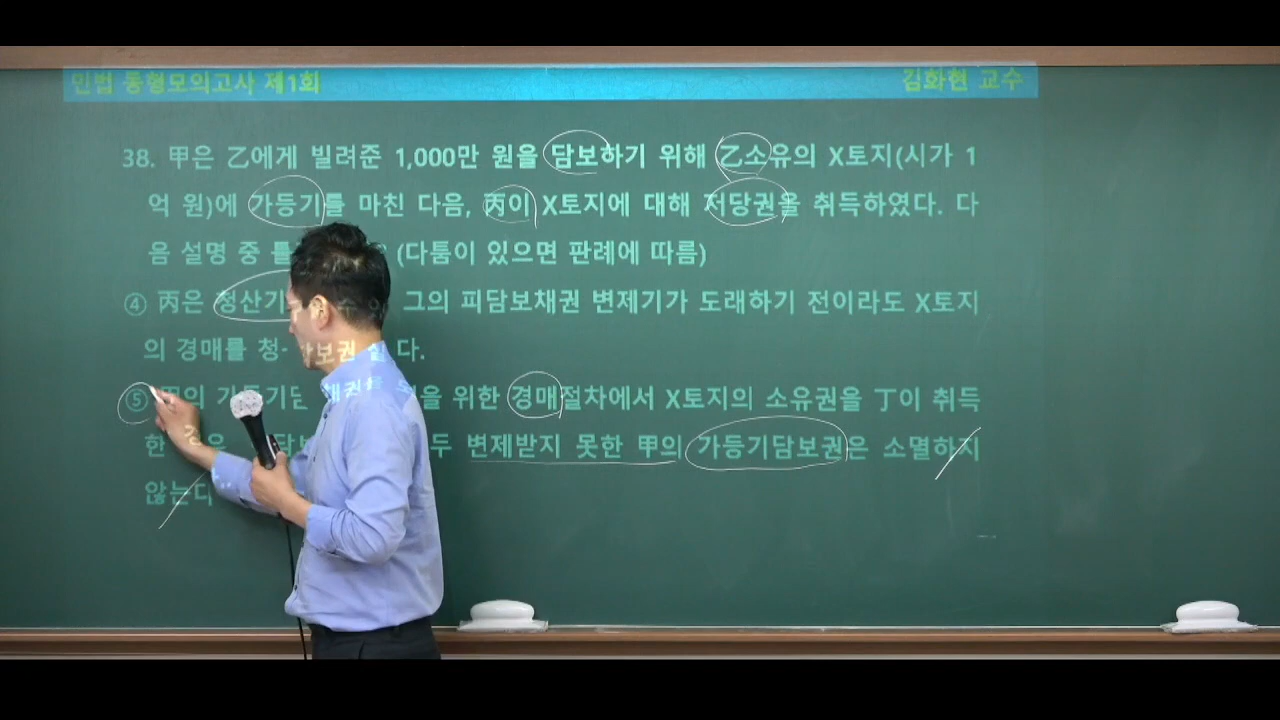 민법 동형모의고사 제1회
김화현 교수
38. 甲은 乙에게 빌려준 1,000만 원을 담보하기 위해 乙소유의 X토지(시가 1
억 원)에 가등기를 마친 다음, 丙이 X토지에 대해 저당권을 취득하였다. 다
음 설명 중 (다툼이 있으면 판례에 따름)
④ 丙은 그의 피담보채권 변제기가 도래하기 전이라도 X토지
의 경매를 다.
⑤ 甲의 위한 경매절차에서 X토지의 소유권을 丁이 취득
한 변제받지 못한 甲의 가등기담보권은 소멸하지
않는다